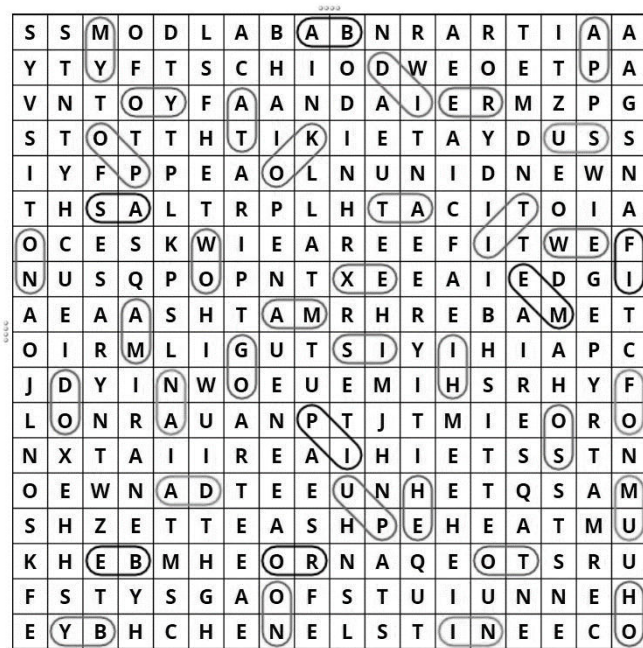 S S M O D L A B A B N R A R T I A A
Y T Y F T S C H I O D W E O E T P A
V N T O Y F A A N D A I E R M Z P G
S T O T T H T I K I E T A Y D U S S
I Y F P P E A O L N U N I D N E W N
T H S A L T R P L H T A C I T O I A
O C E S K W I E A R E E F I T W E F
N U S Q P O P N T X E E A I E D G I
A E A A S H T A M R H R E B A M E T
O I R M L I G U T S I Y I H I A P C
J D Y I N W O E U E M I H S R H Y F
L O N R A U A N P T J T M I E O R O
N X T A I I R E A I H I E T S S T N
O E W N A D T E E U N H E T Q S A M
S H Z E T T E A S H P E H E A T M U
K H E B M H E O R N A Q E O T S R U
F S T Y S G A O F S T U I U N N E H
E Y B H C H E N E L S T I N E E C O